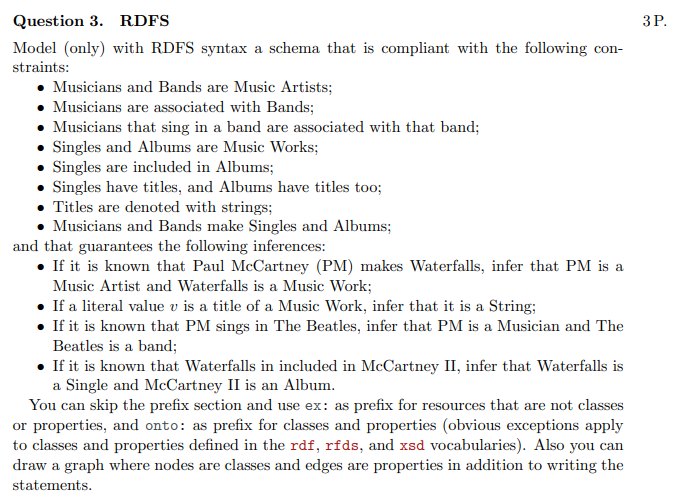 Question 3. RDFS 3 P.
Model (only) with RDFS syntax a schema that is compliant with the following con-
straints:
• Musicians and Bands are Music Artists;
• Musicians are associated with Bands;
• Musicians that sing in a band are associated with that band;
• Singles and Albums are Music Works;
• Singles are included in Albums;
• Singles have titles, and Albums have titles too;
• Titles are denoted with strings;
• Musicians and Bands make Singles and Albums;
and that guarantees the following inferences:
• If it is known that Paul McCartney (PM) makes Waterfalls, infer that PM is a
Music Artist and Waterfalls is a Music Work;
• If a literal value v is a title of a Music Work, infer that it is a String;
• If it is known that PM sings in The Beatles, infer that PM is a Musician and The
Beatles is a band;
• If it is known that Waterfalls in included in McCartney II, infer that Waterfalls is
a Single and McCartney II is an Album.
You can skip the prefix section and use ex: as prefix for resources that are not classes
or properties, and onto: as prefix for classes and properties (obvious exceptions apply
to classes and properties defined in the rdf, rfds, and xsd vocabularies). Also you can
draw a graph where nodes are classes and edges are properties in addition to writing the
statements.